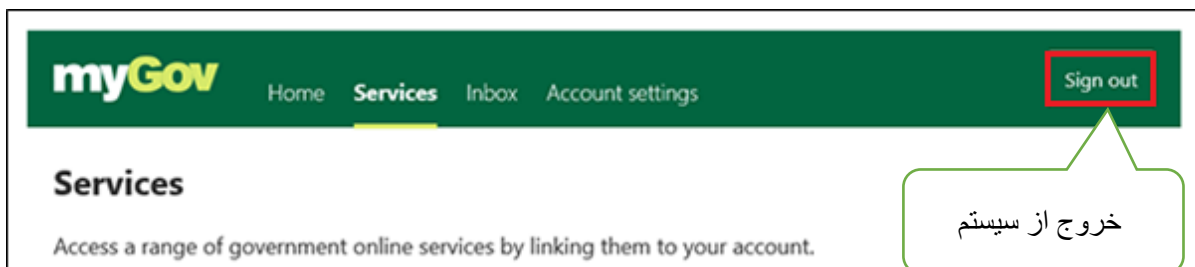 myGov Home Services Inbox Account settings Sign out
Services
خروج از سیستم
Access a range of government online services by linking them to your account.